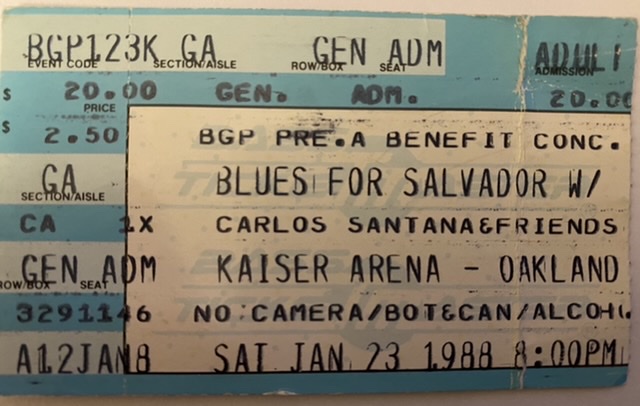 BGP123K GA GEN ADM ADULT
EVENT CODE SECTION/AISLE ROW/BOX SEAT ADMISSION
$ 20.00 GEN. ADM. 20.00
PRICE
$ 2.50 BGP PRE.A BENEFIT CONC.
GA BLUES FOR SALVADOR W/
SECTION/AISLE
CA 1X CARLOS SANTANA&FRIENDS
GEN ADM KAISER ARENA - OAKLAND
ROW/BOX SEAT
3291146 NO CAMERA/BOT&CAN/ALCOH
A12JAN8 SAT JAN 23 1988 8:00PM